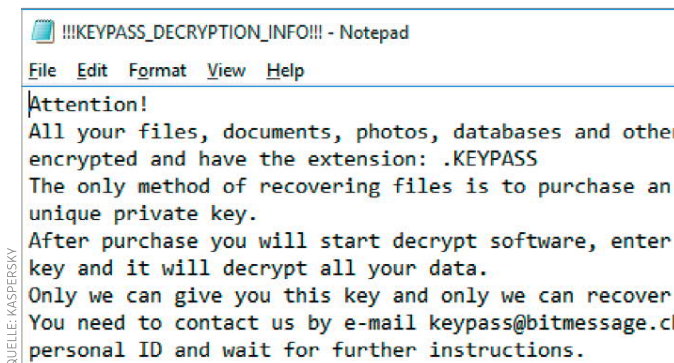 !!!KEYPASS_DECRYPTION_INFO!!! - Notepad
File Edit Format View Help
Attention!
All your files, documents, photos, databases and othe
encrypted and have the extension: .KEYPASS
The only method of recovering files is to purchase an
unique private key.
After purchase you will start decrypt software, enter
key and it will decrypt all your data.
Only we can give you this key and only we can recover
You need to contact us by e-mail keypass@bitmessage.c
personal ID and wait for further instructions.
QUELLE: KASPERSKY